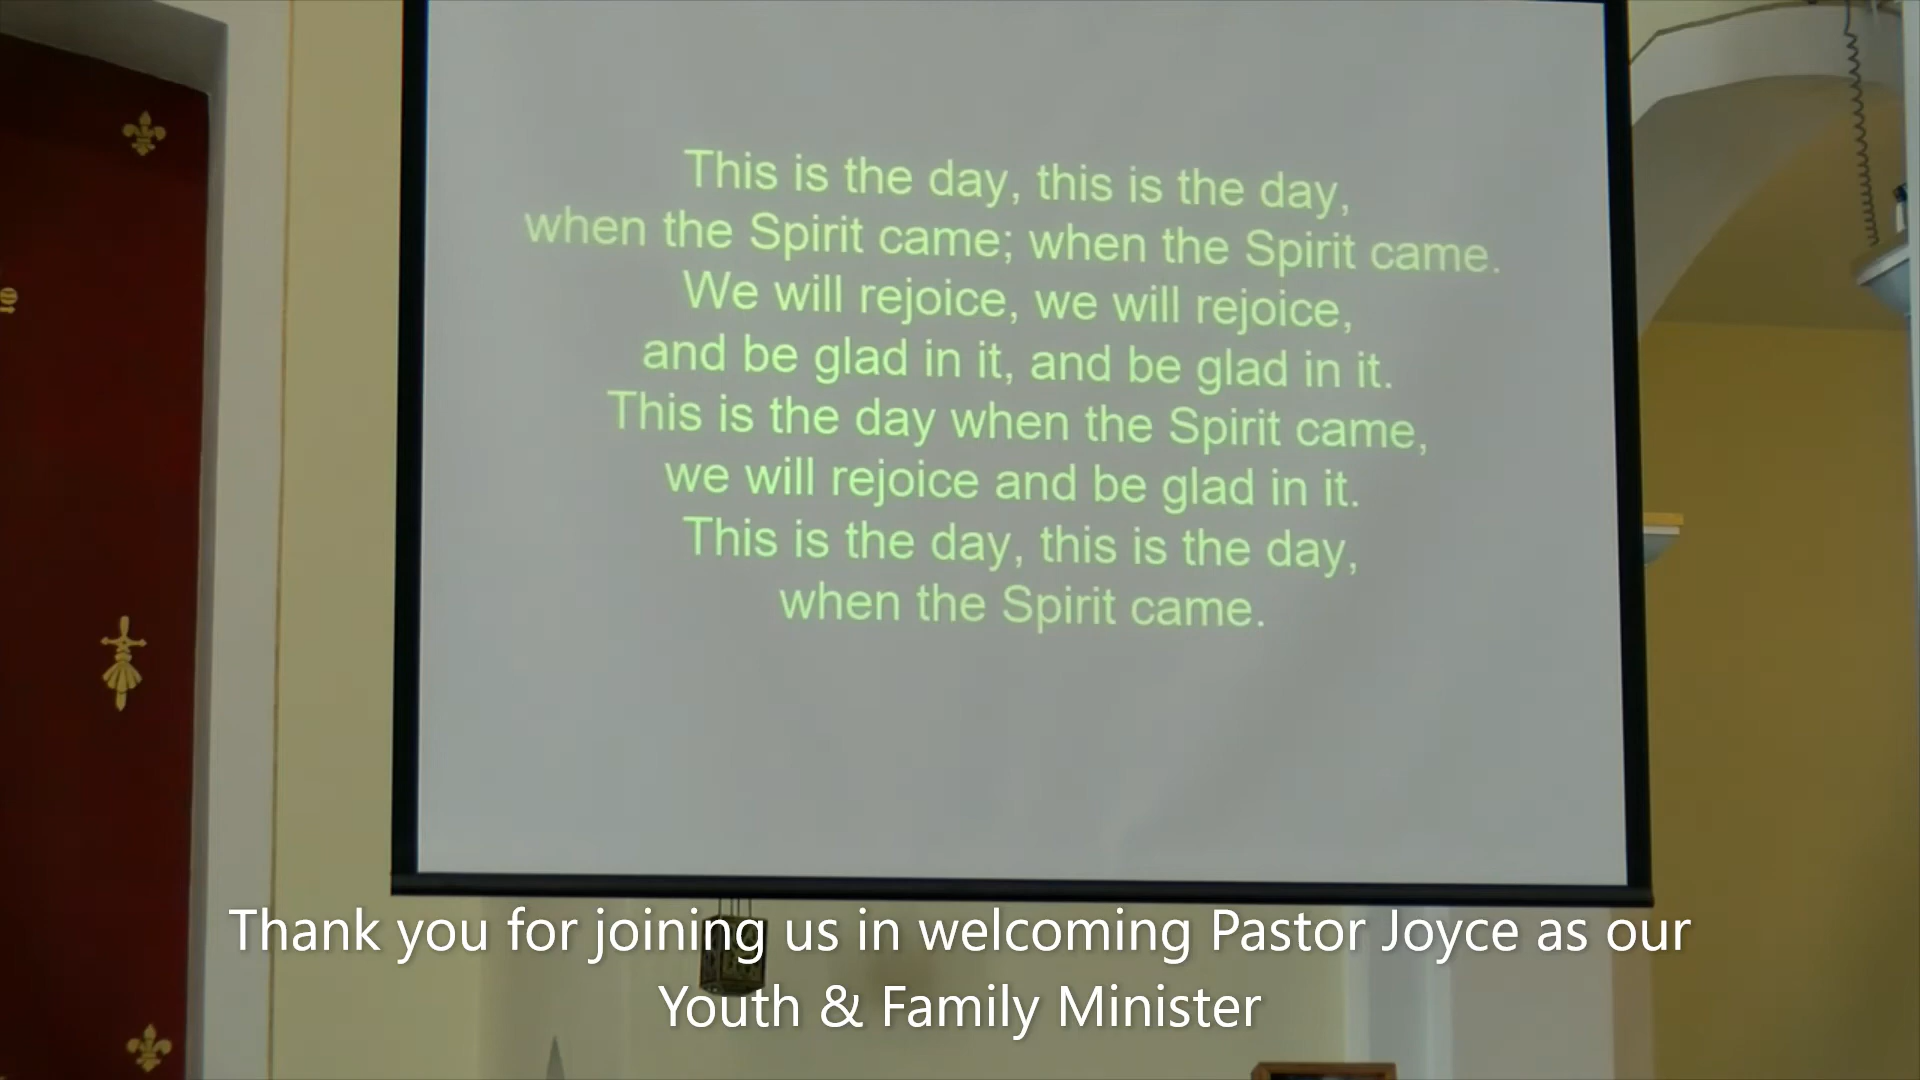 This is the day, this is the day,
when the Spirit came; when the Spirit came.
We will rejoice, we will rejoice,
and be glad in it, and be glad in it.
This is the day when the Spirit came,
we will rejoice and be glad in it.
This is the day, this is the day,
when the Spirit came.
Thank you for joining us in welcoming Pastor Joyce as our
Youth & Family Minister